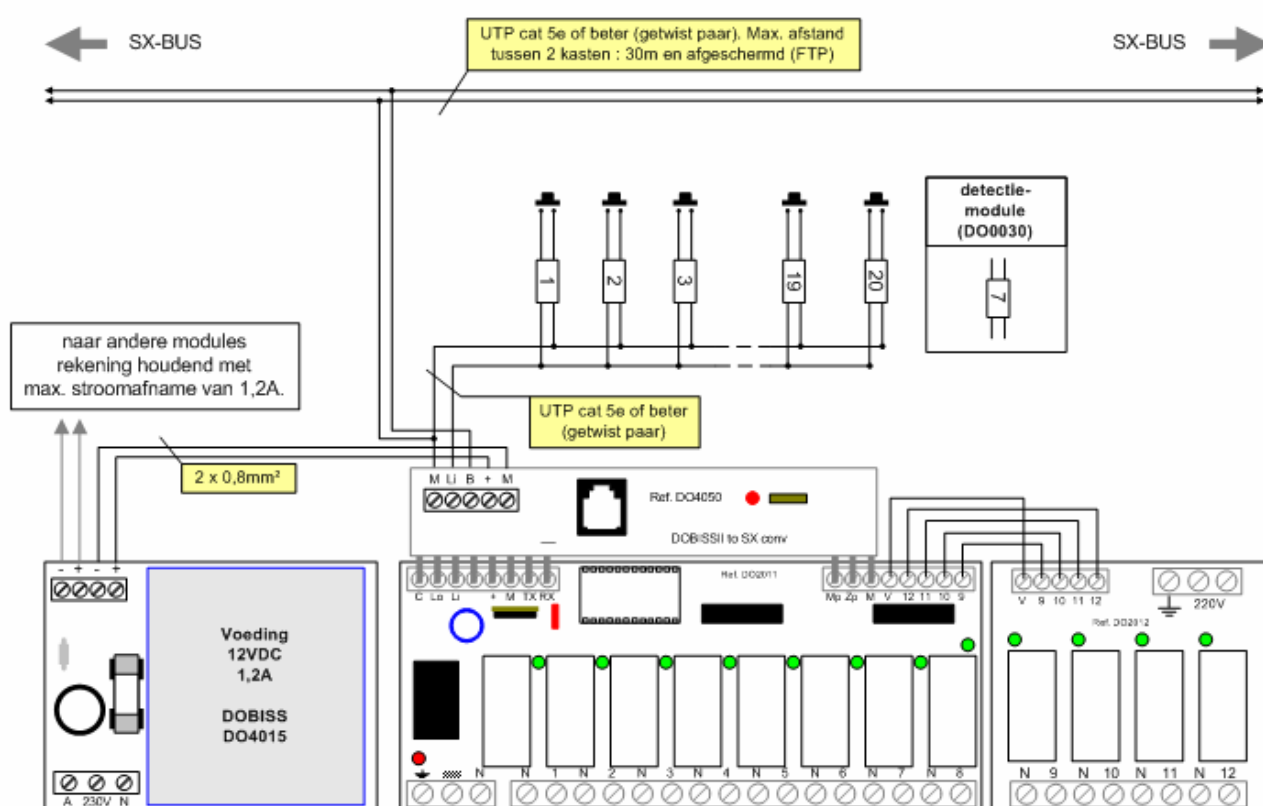 SX-BUS
UTP cat 5e of beter (getwist paar). Max. afstand
tussen 2 kasten : 30m en afgeschermd (FTP)
SX-BUS
detectie-
module
(DO0030)
7
1
2
3
19
20
naar andere modules
rekening houdend met
max. stroomafname van 1,2A.
UTP cat 5e of beter
(getwist paar)
2 x 0,8mm²
M Li B + M
Ref. DO4050
DOBISSII to SX conv
- + - +
Voeding
12VDC
1,2A
DOBISS
DO4015
A 230V N
C Lo Li + M TX RX
Ref. DO2011
Mp Zp M V 12 11 10 9
N N 1 N 2 N 3 N 4 N 5 N 6 N 7 N 8
V 9 10 11 12
220V
Ref. DO2012
N 9 N 10 N 11 N 12